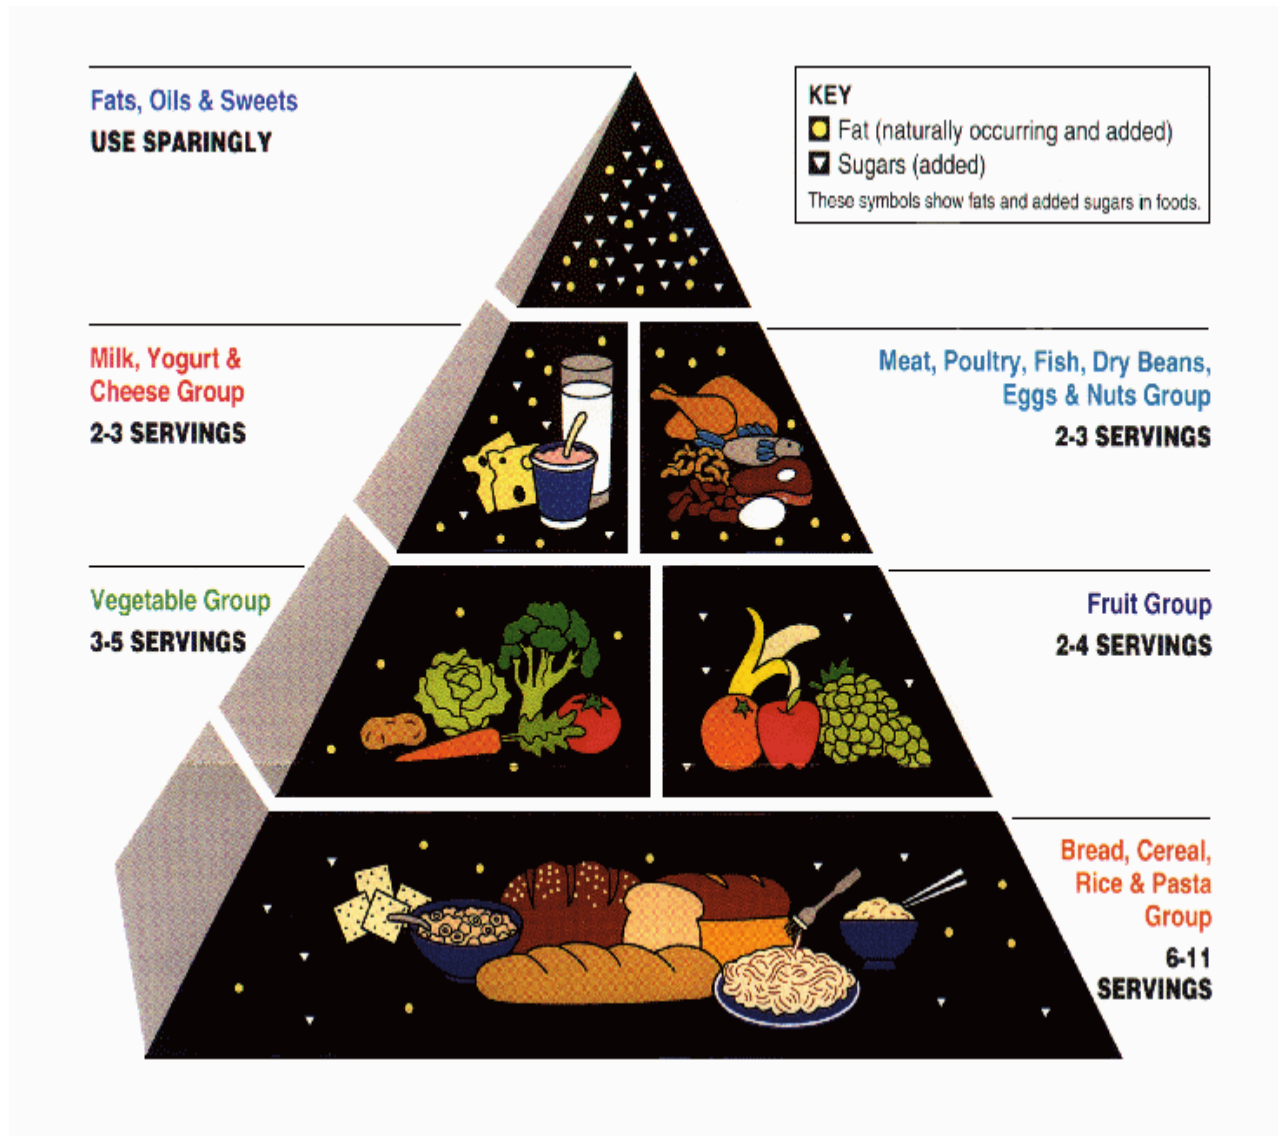 Fats, Oils & Sweets
USE SPARINGLY
KEY
Fat (naturally occurring and added)
Sugars (added)
These symbols show fats and added sugars in foods.
Milk, Yogurt &
Cheese Group
2-3 SERVINGS
Meat, Poultry, Fish, Dry Beans,
Eggs & Nuts Group
2-3 SERVINGS
Vegetable Group
3-5 SERVINGS
Fruit Group
2-4 SERVINGS
Bread, Cereal,
Rice & Pasta
Group
6-11
SERVINGS